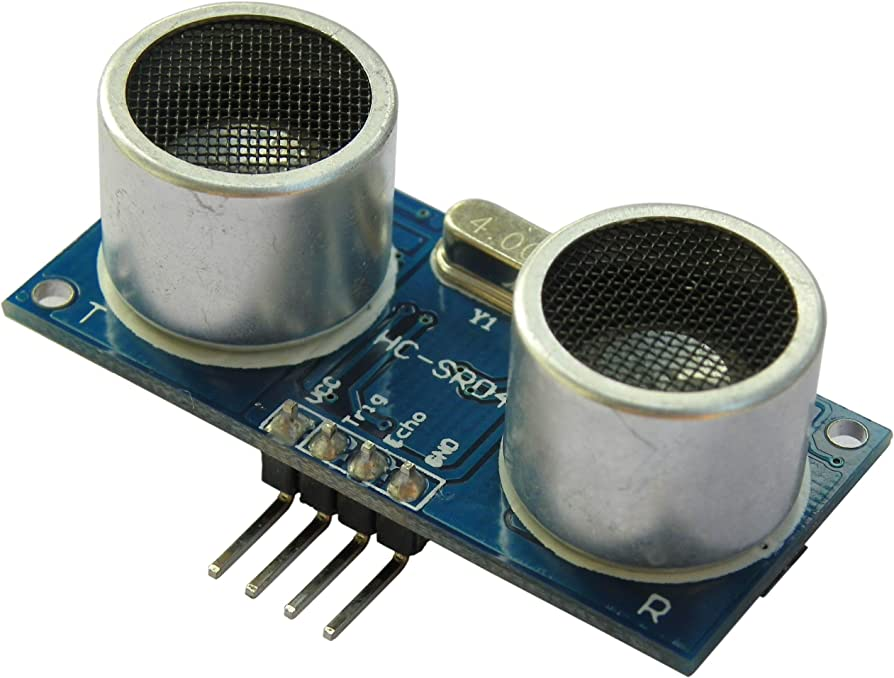 4.00
Y1
T
HC-SR04
VCC
Trig
Echo
GND
R